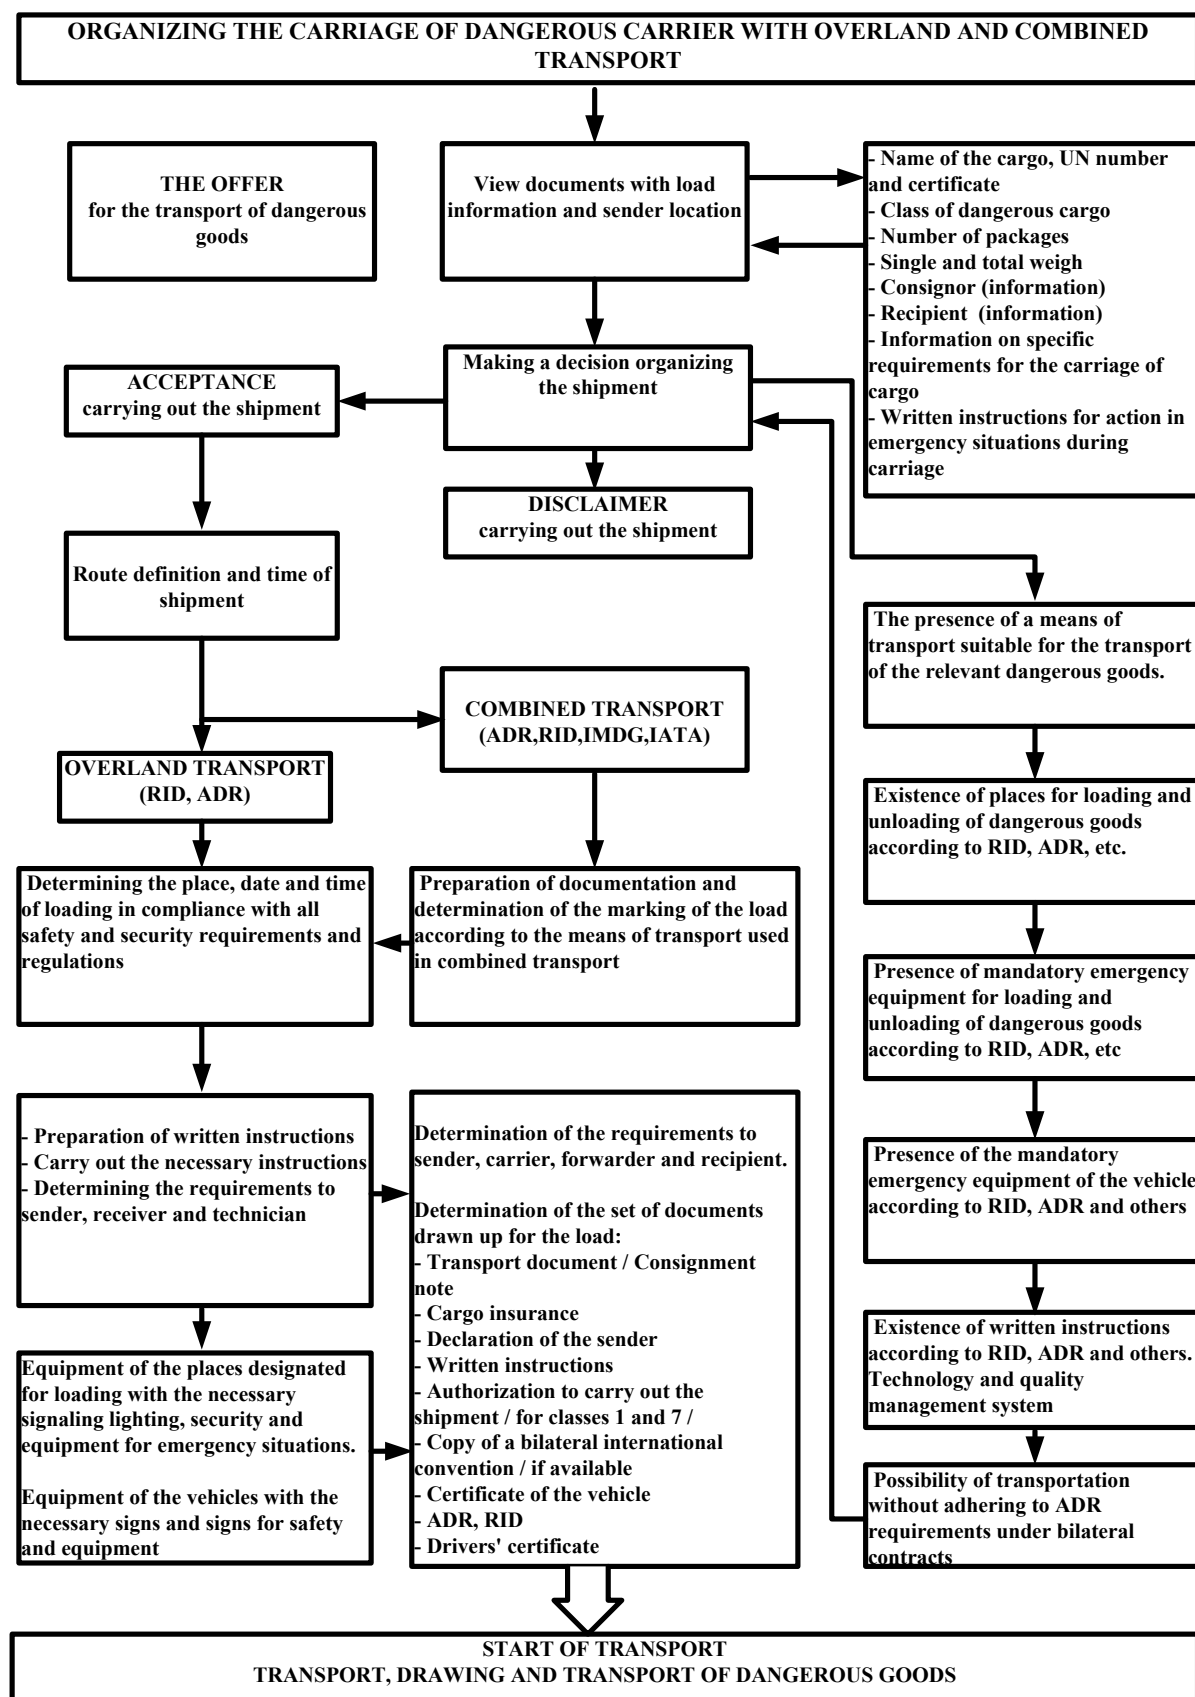 ORGANIZING THE CARRIAGE OF DANGEROUS CARRIER WITH OVERLAND AND COMBINED
TRANSPORT
THE OFFER
for the transport of dangerous
goods
View documents with load
information and sender location
- Name of the cargo, UN number
and certificate
- Class of dangerous cargo
- Number of packages
- Single and total weigh
- Consignor (information)
- Recipient (information)
- Information on specific
requirements for the carriage of
cargo
- Written instructions for action in
emergency situations during
carriage
Making a decision organizing
the shipment
ACCEPTANCE
carrying out the shipment
DISCLAIMER
carrying out the shipment
Route definition and time of
shipment
The presence of a means of
transport suitable for the transport
of the relevant dangerous goods.
COMBINED TRANSPORT
(ADR,RID,IMDG,IATA)
OVERLAND TRANSPORT
(RID, ADR)
Existence of places for loading and
unloading of dangerous goods
according to RID, ADR, etc.
Determining the place, date and time
of loading in compliance with all
safety and security requirements and
regulations
Preparation of documentation and
determination of the marking of the load
according to the means of transport used
in combined transport
Presence of mandatory emergency
equipment for loading and
unloading of dangerous goods
according to RID, ADR, etc
- Preparation of written instructions
- Carry out the necessary instructions
- Determining the requirements to
sender, receiver and technician
Determination of the requirements to
sender, carrier, forwarder and recipient.
Determination of the set of documents
drawn up for the load:
- Transport document / Consignment
note
- Cargo insurance
- Declaration of the sender
- Written instructions
- Authorization to carry out the
shipment / for classes 1 and 7 /
- Copy of a bilateral international
convention / if available
- Certificate of the vehicle
- ADR, RID
- Drivers' certificate
Presence of the mandatory
emergency equipment of the vehicle
according to RID, ADR and others
Existence of written instructions
according to RID, ADR and others.
Technology and quality
management system
Equipment of the places designated
for loading with the necessary
signaling lighting, security and
equipment for emergency situations.
Equipment of the vehicles with the
necessary signs and signs for safety
and equipment
Possibility of transportation
without adhering to ADR
requirements under bilateral
contracts
START OF TRANSPORT
TRANSPORT, DRAWING AND TRANSPORT OF DANGEROUS GOODS